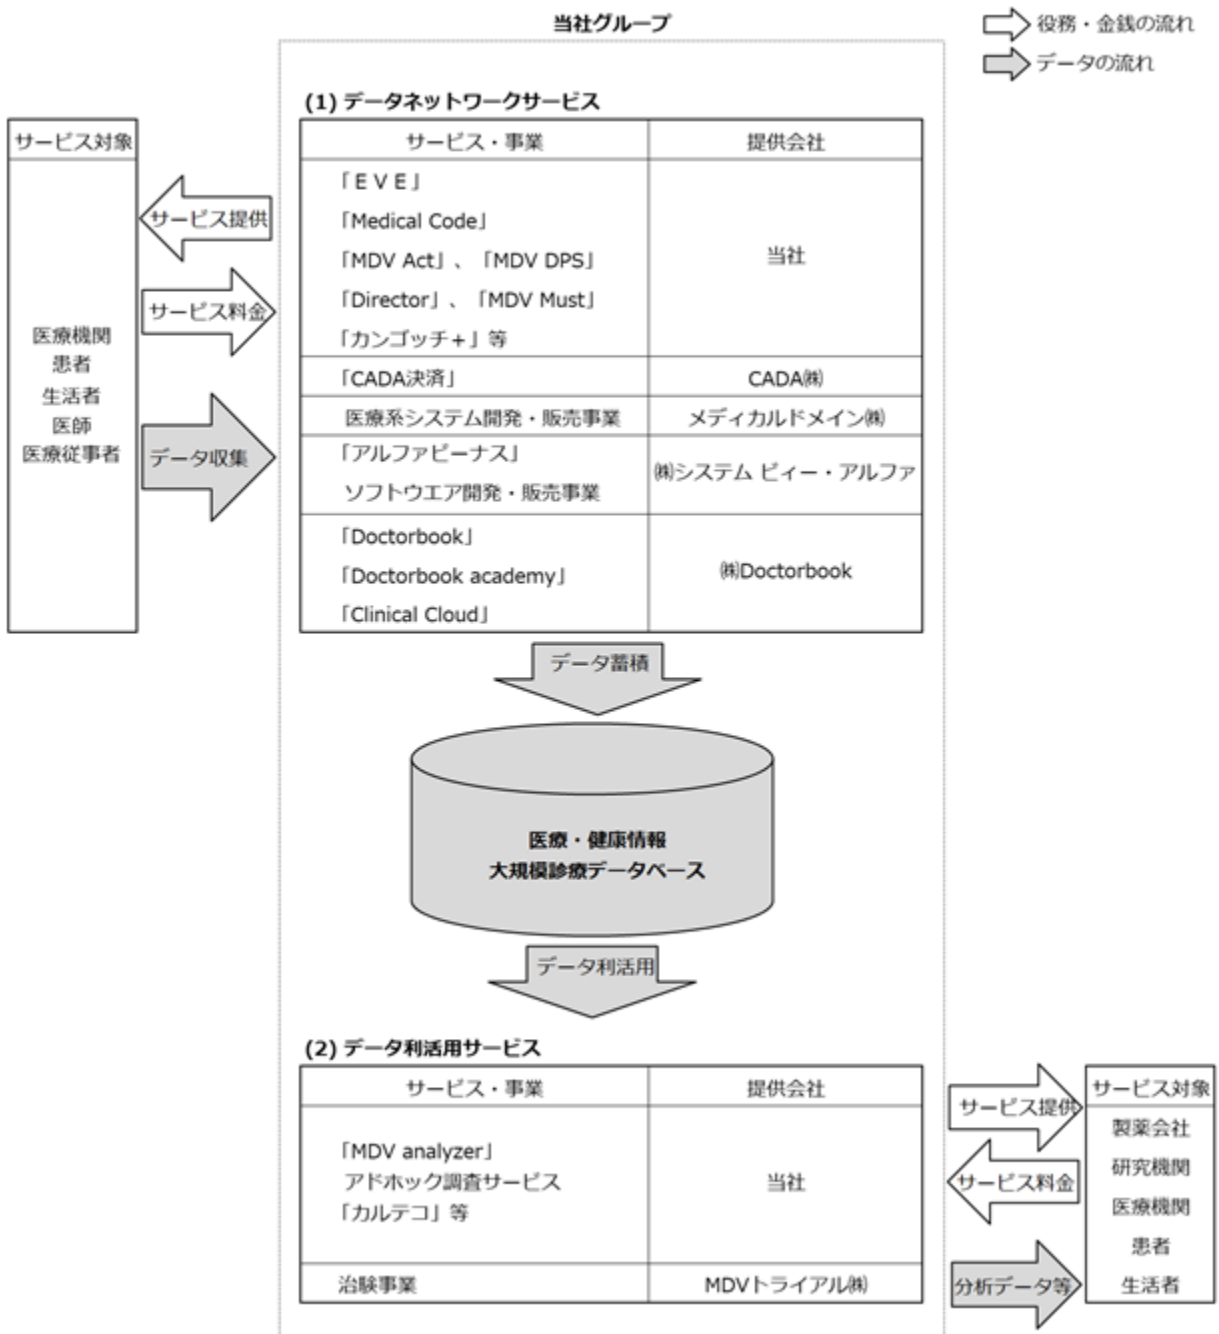 当社グループ
役務・金銭の流れ
データの流れ
(1) データネットワークサービス
サービス対象
医療機関
患者
生活者
医師
医療従事者
サービス提供
サービス料金
データ収集
サービス・事業 提供会社
「ＥＶＥ」
「Medical Code」
「MDV Act」、「MDV DPS」
「Director」、「MDV Must」
「カンゴッチ＋」等
当社
「CADA決済」 CADA㈱
医療系システム開発・販売事業 メディカルドメイン㈱
「アルファビーナス」
ソフトウエア開発・販売事業
㈱システム ビィー・アルファ
「Doctorbook」
「Doctorbook academy」
「Clinical Cloud」
㈱Doctorbook
データ蓄積
医療・健康情報
大規模診療データベース
データ利活用
(2) データ利活用サービス
サービス・事業 提供会社
「MDV analyzer」
アドホック調査サービス
「カルテコ」等
当社
治験事業 MDVトライアル㈱
サービス提供
サービス料金
分析データ等
サービス対象
製薬会社
研究機関
医療機関
患者
生活者